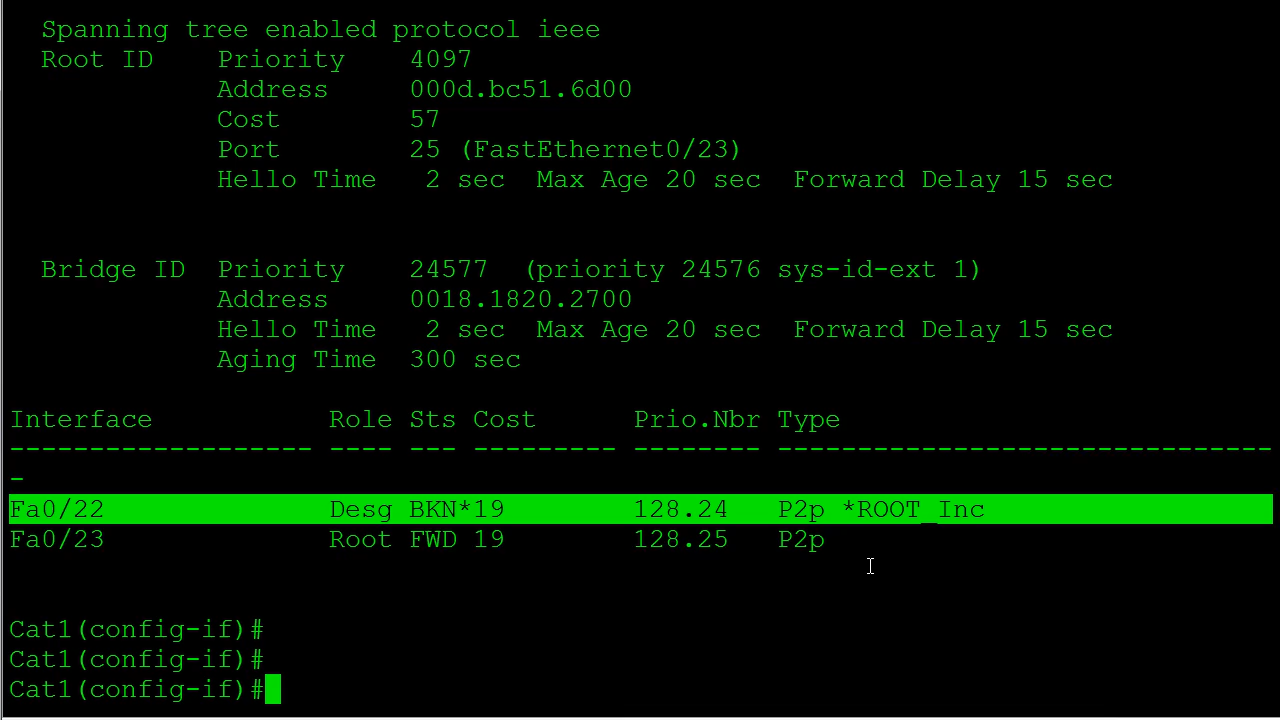 Spanning tree enabled protocol ieee
Root ID    Priority    4097
Address     000d.bc51.6d00
Cost        57
Port        25 (FastEthernet0/23)
Hello Time   2 sec  Max Age 20 sec  Forward Delay 15 sec
Bridge ID  Priority    24577  (priority 24576 sys-id-ext 1)
Address     0018.1820.2700
Hello Time   2 sec  Max Age 20 sec  Forward Delay 15 sec
Aging Time  300 sec
Interface           Role Sts Cost      Prio.Nbr Type
------------------- ---- --- --------- -------- -------------------------------
-
Fa0/22              Desg BKN*19        128.24   P2p *ROOT_Inc
Fa0/23              Root FWD 19        128.25   P2p
Cat1(config-if)#
Cat1(config-if)#
Cat1(config-if)#